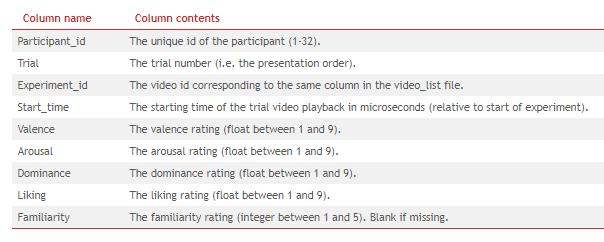 Column name Column contents
Participant_id The unique id of the participant (1-32).
Trial The trial number (i.e. the presentation order).
Experiment_id The video id corresponding to the same column in the video_list file.
Start_time The starting time of the trial video playback in microseconds (relative to start of experiment).
Valence The valence rating (float between 1 and 9).
Arousal The arousal rating (float between 1 and 9).
Dominance The dominance rating (float between 1 and 9).
Liking The liking rating (float between 1 and 9).
Familiarity The familiarity rating (integer between 1 and 5). Blank if missing.